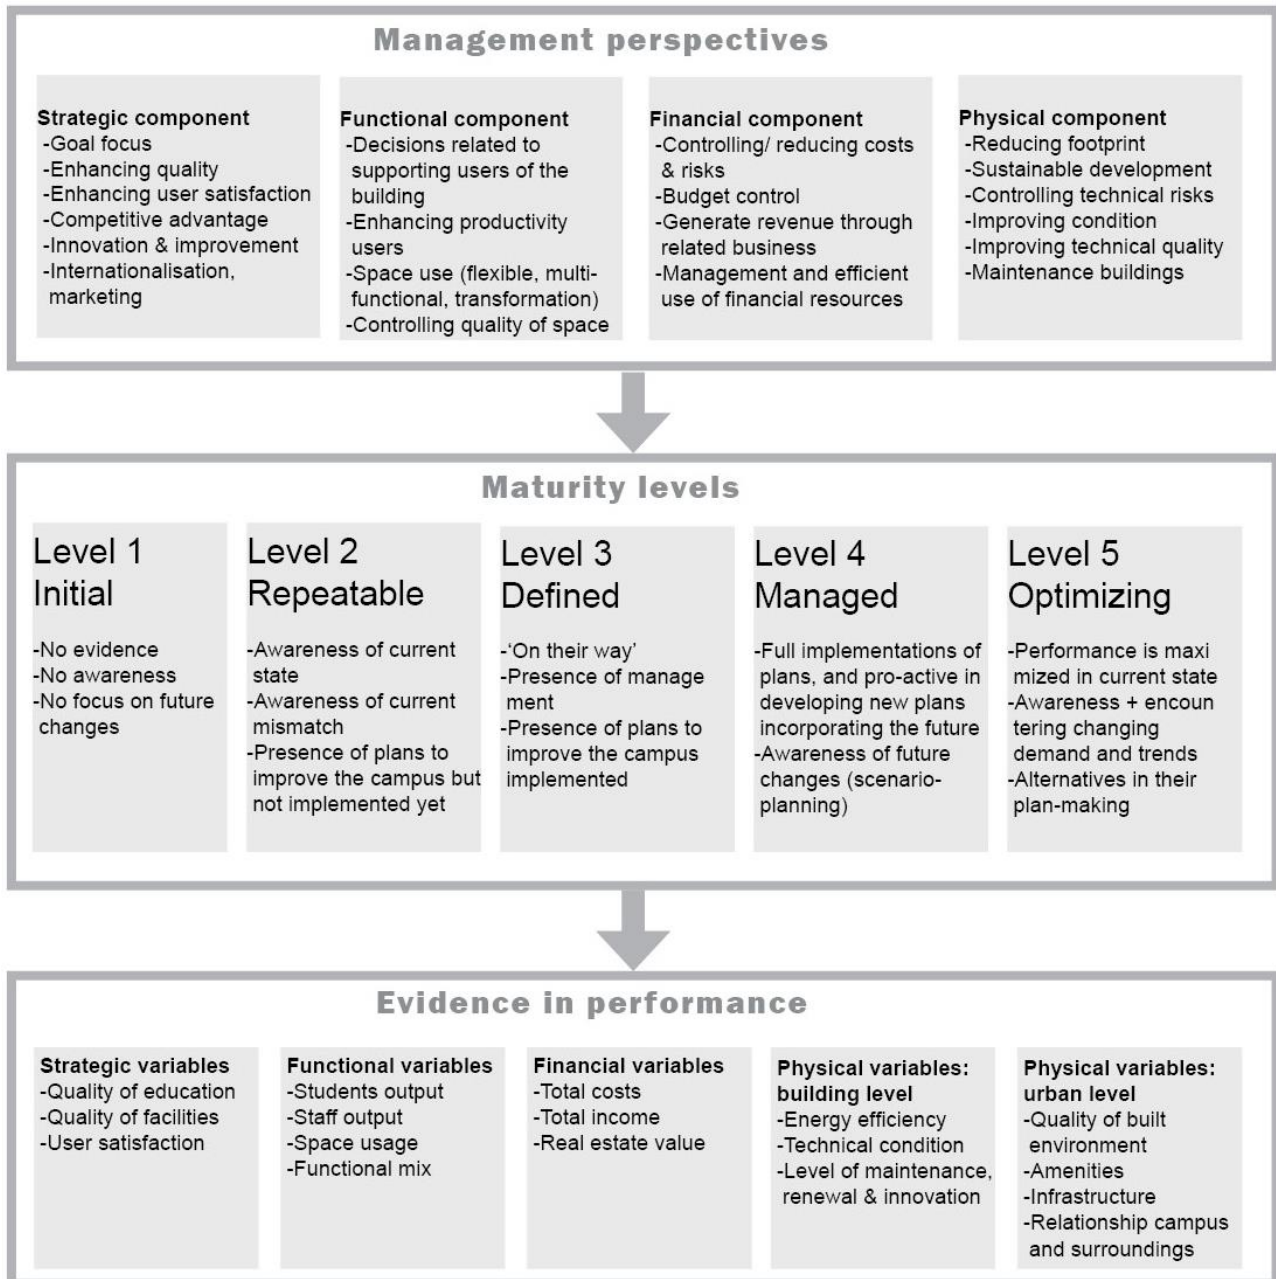 Management perspectives
Strategic component
-Goal focus
-Enhancing quality
-Enhancing user satisfaction
-Competitive advantage
-Innovation & improvement
-Internationalisation,
marketing
Functional component
-Decisions related to
supporting users of the
building
-Enhancing productivity
users
-Space use (flexible, multi-
functional, transformation)
-Controlling quality of space
Financial component
-Controlling/ reducing costs
& risks
-Budget control
-Generate revenue through
related business
-Management and efficient
use of financial resources
Physical component
-Reducing footprint
-Sustainable development
-Controlling technical risks
-Improving condition
-Improving technical quality
-Maintenance buildings
Maturity levels
Level 1
Initial
-No evidence
-No awareness
-No focus on future
changes
Level 2
Repeatable
-Awareness of current
state
-Awareness of current
mismatch
-Presence of plans to
improve the campus but
not implemented yet
Level 3
Defined
-‘On their way’
-Presence of manage
ment
-Presence of plans to
improve the campus
implemented
Level 4
Managed
-Full implementations of
plans, and pro-active in
developing new plans
incorporating the future
-Awareness of future
changes (scenario-
planning)
Level 5
Optimizing
-Performance is maxi
mized in current state
-Awareness + encoun
tering changing
demand and trends
-Alternatives in their
plan-making
Evidence in performance
Strategic variables
-Quality of education
-Quality of facilities
-User satisfaction
Functional variables
-Students output
-Staff output
-Space usage
-Functional mix
Financial variables
-Total costs
-Total income
-Real estate value
Physical variables:
building level
-Energy efficiency
-Technical condition
-Level of maintenance,
renewal & innovation
Physical variables:
urban level
-Quality of built
environment
-Amenities
-Infrastructure
-Relationship campus
and surroundings